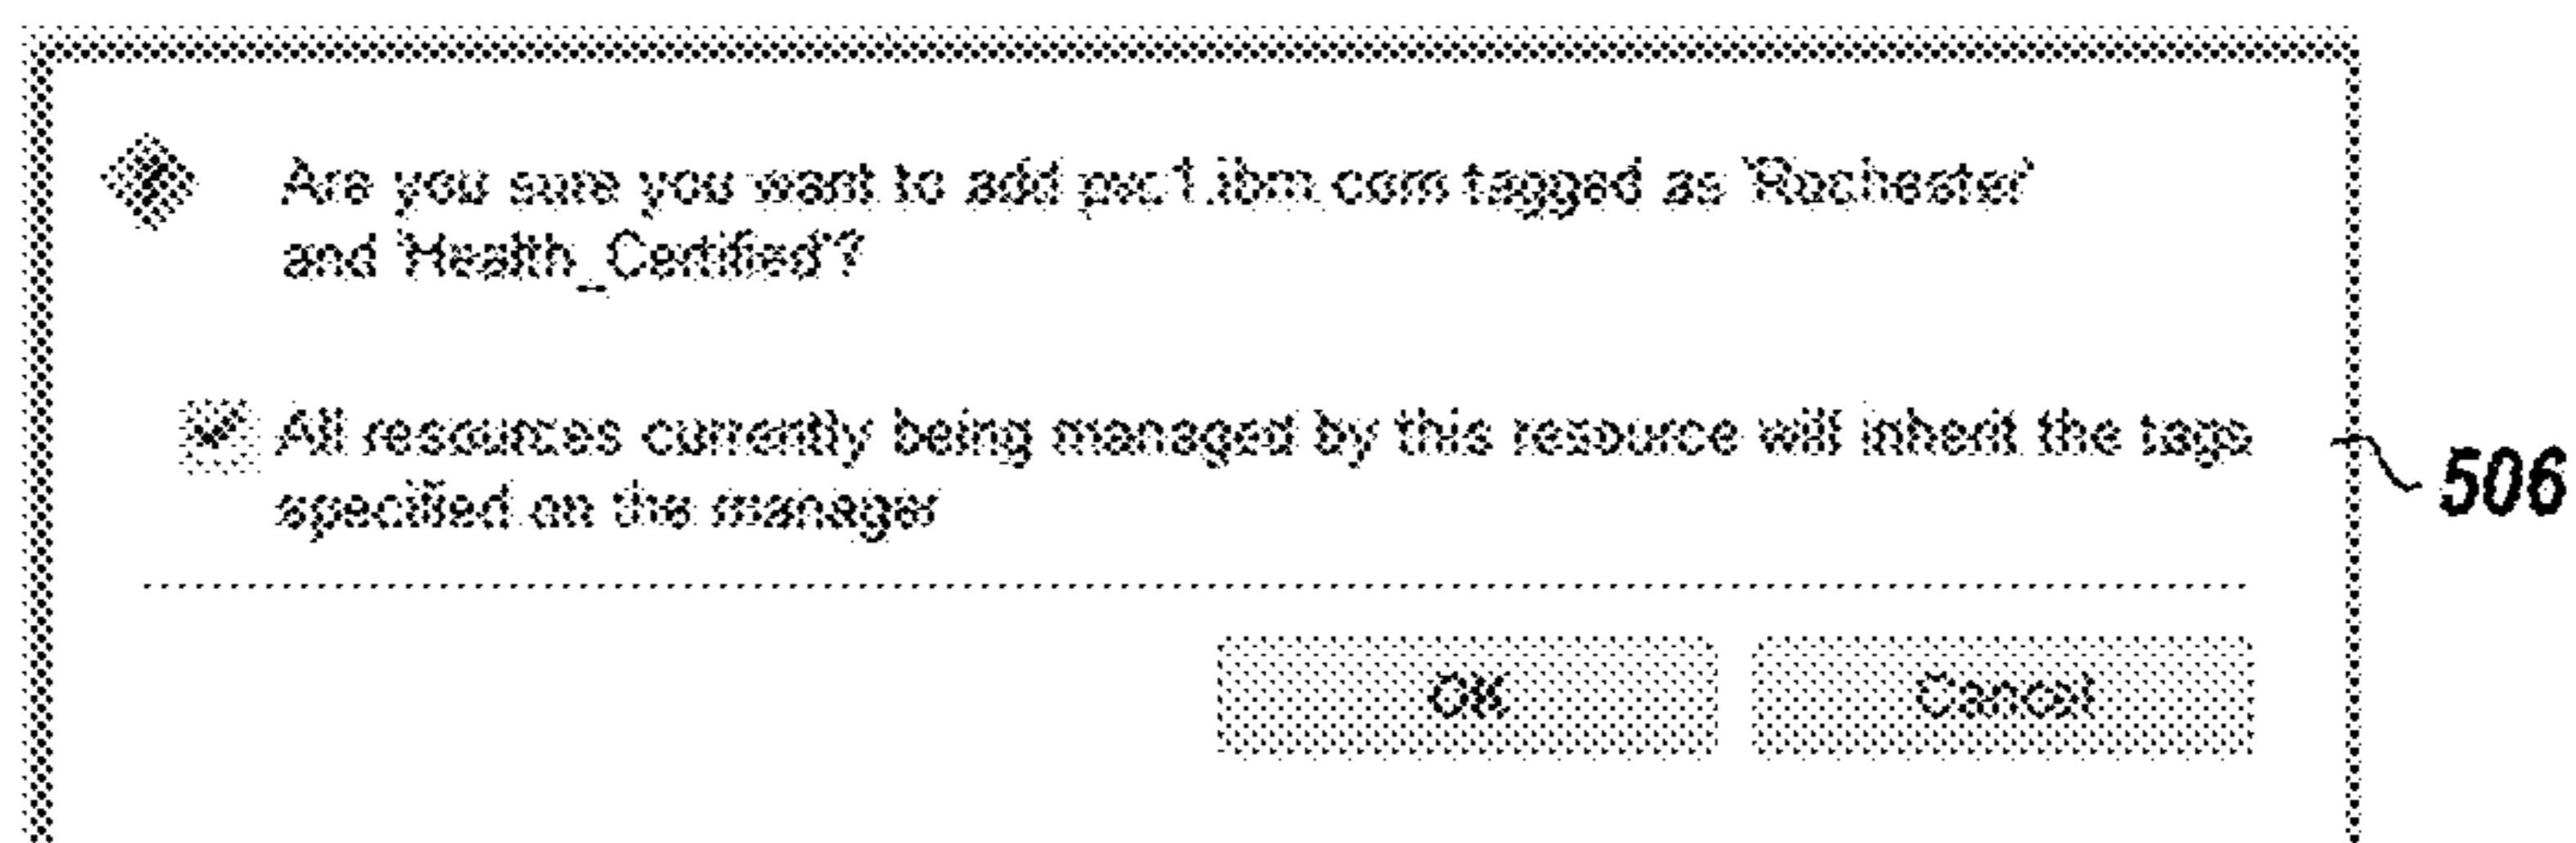 Are you sure you want to add pvc1.ibm.com tagged as 'Rochester'
and 'Health_Certified'?
All resources currently being managed by this resource will inherit the tags
specified on the manager
506
OK
Cancel